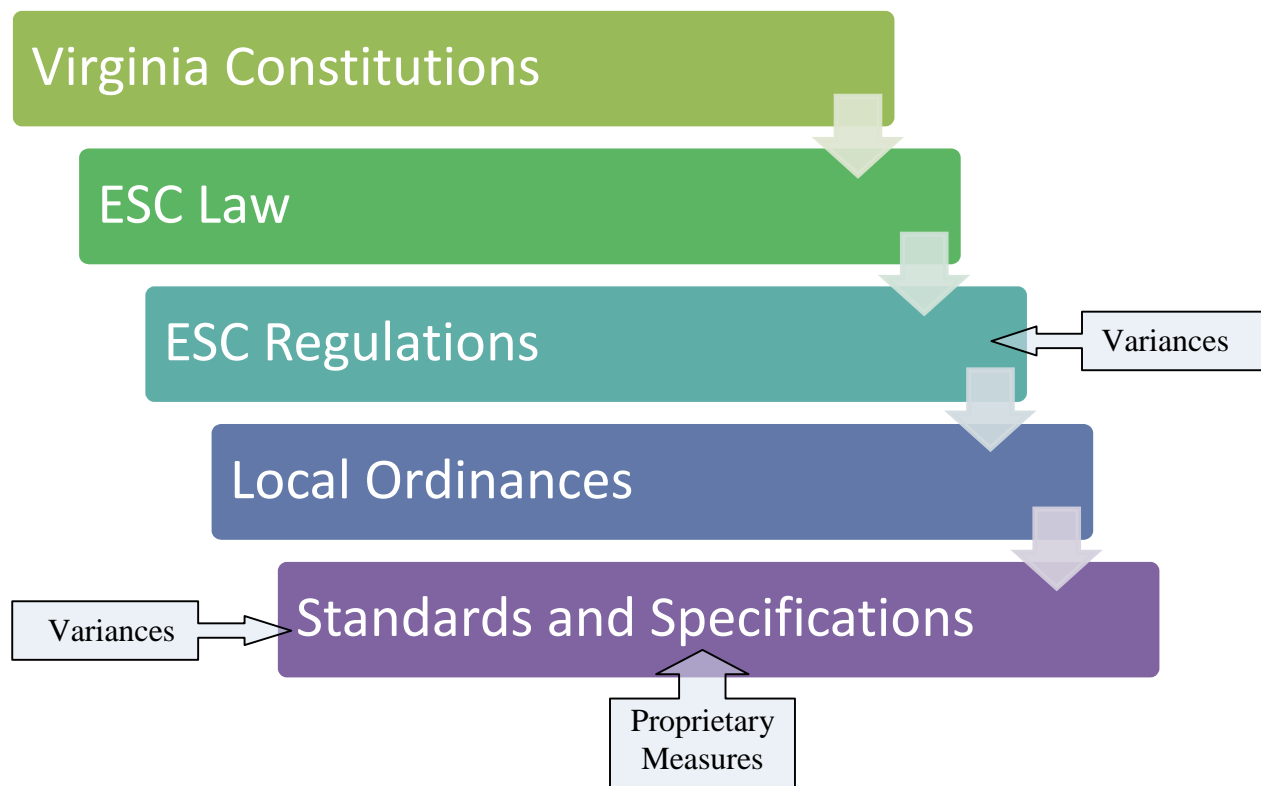 Virginia Constitutions
ESC Law
ESC Regulations
Variances
Local Ordinances
Variances
Standards and Specifications
Proprietary
Measures